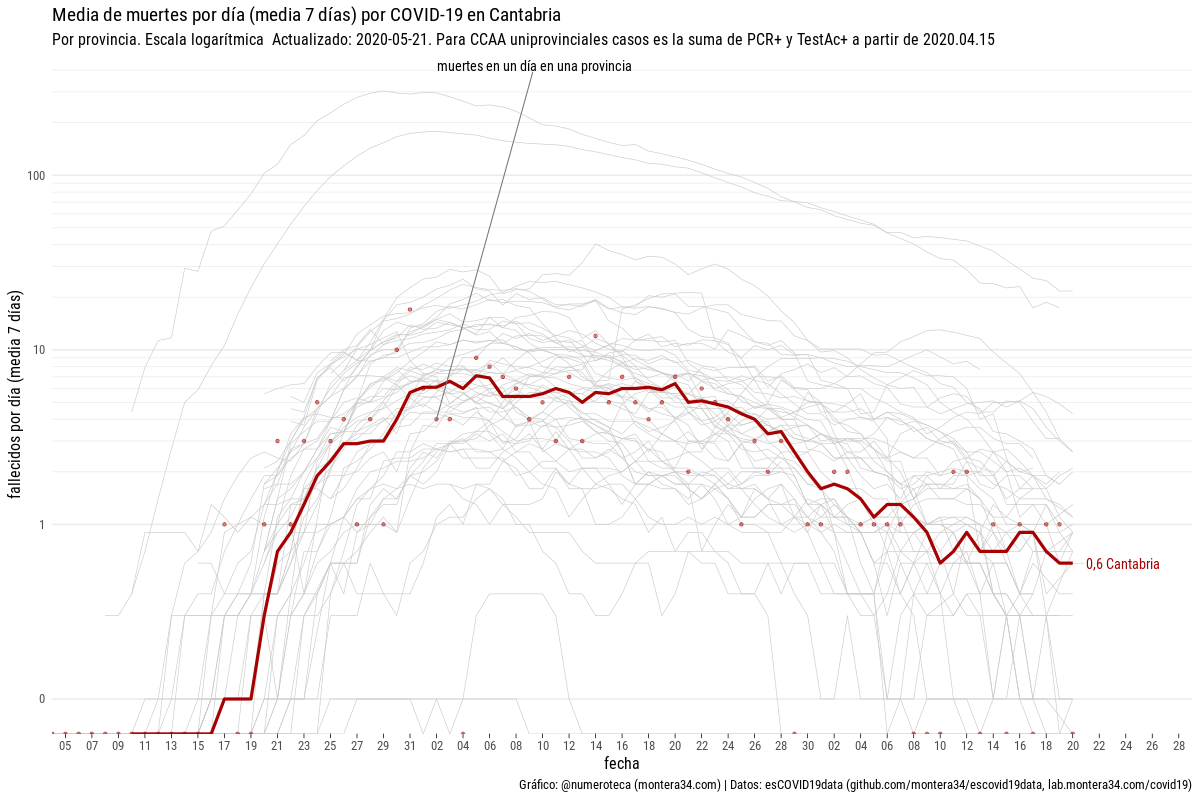 Media de muertes por día (media 7 días) por COVID-19 en Cantabria
Por provincia. Escala logarítmica  Actualizado: 2020-05-21. Para CCAA uniprovinciales casos es la suma de PCR+ y TestAc+ a partir de 2020.04.15
muertes en un día en una provincia
fallecidos por día (media  7 días)
100
10
1
0
0,6 Cantabria
05 07 09 11 13 15 17 19 21 23 25 27 29 31 02 04 06 08 10 12 14 16 18 20 22 24 26 28 30 02 04 06 08 10 12 14 16 18 20 22 24 26 28
fecha
Gráfico: @numeroteca (montera34.com) | Datos: esCOVID19data (github.com/montera34/escovid19data, lab.montera34.com/covid19)